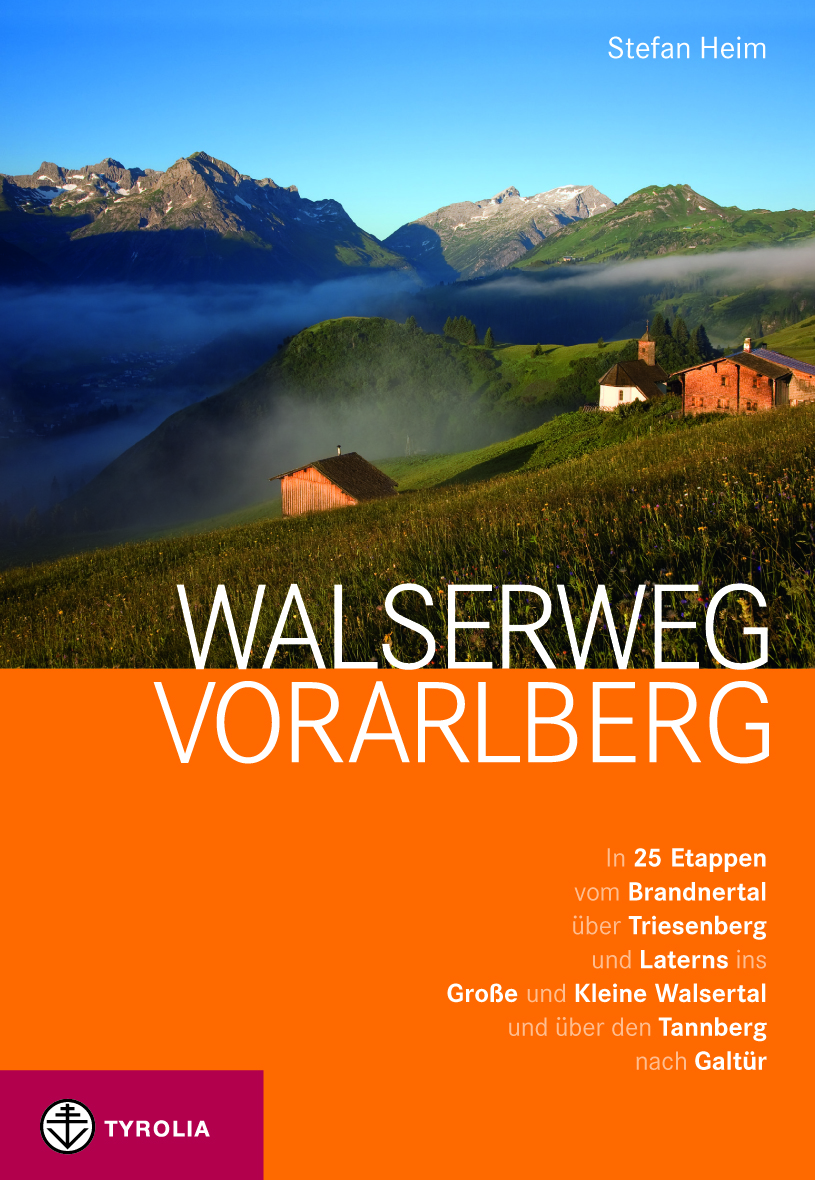 Stefan Heim
WALSERWEG
VORARLBERG
In 25 Etappen
vom Brandnertal
über Triesenberg
und Laterns ins
Große und Kleine Walsertal
und über den Tannberg
nach Galtür
TYROLIA